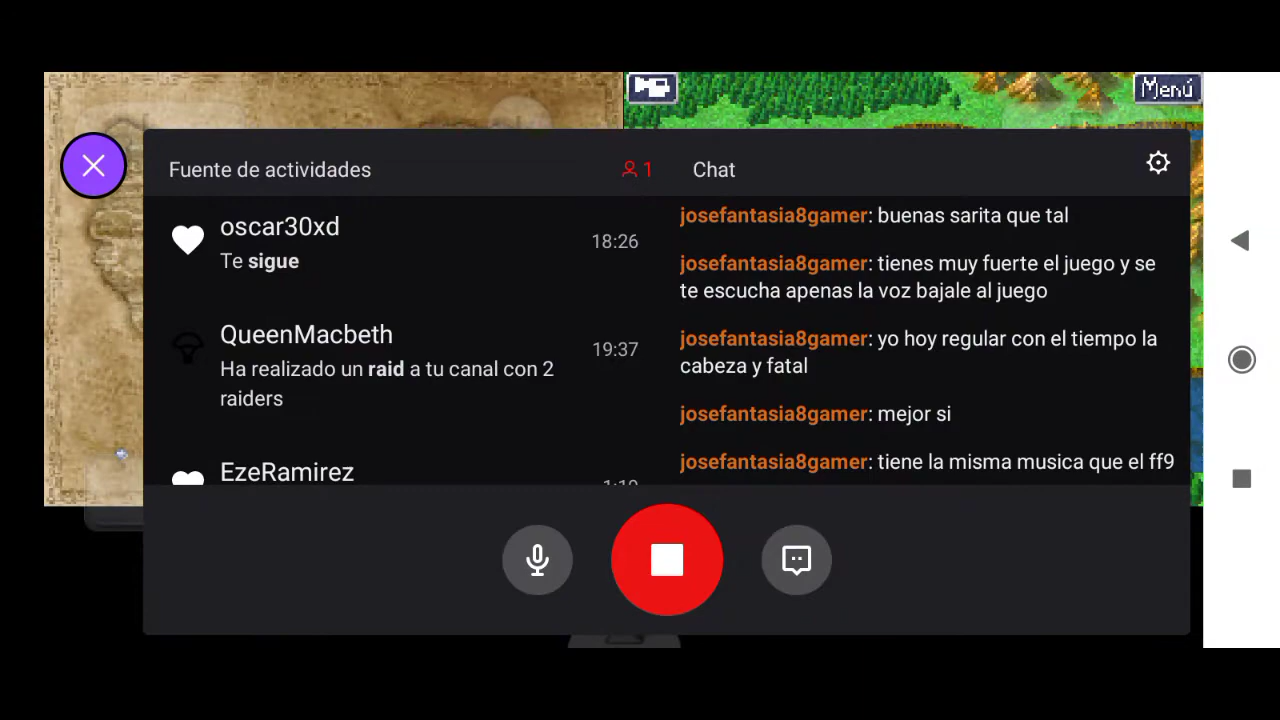 Menú
Fuente de actividades
1
Chat
oscar30xd
Te sigue
18:26
QueenMacbeth
Ha realizado un raid a tu canal con 2
raiders
19:37
EzeRamirez
josefantasia8gamer: buenas sarita que tal
josefantasia8gamer: tienes muy fuerte el juego y se
te escucha apenas la voz bajale al juego
josefantasia8gamer: yo hoy regular con el tiempo la
cabeza y fatal
josefantasia8gamer: mejor si
josefantasia8gamer: tiene la misma musica que el ff9